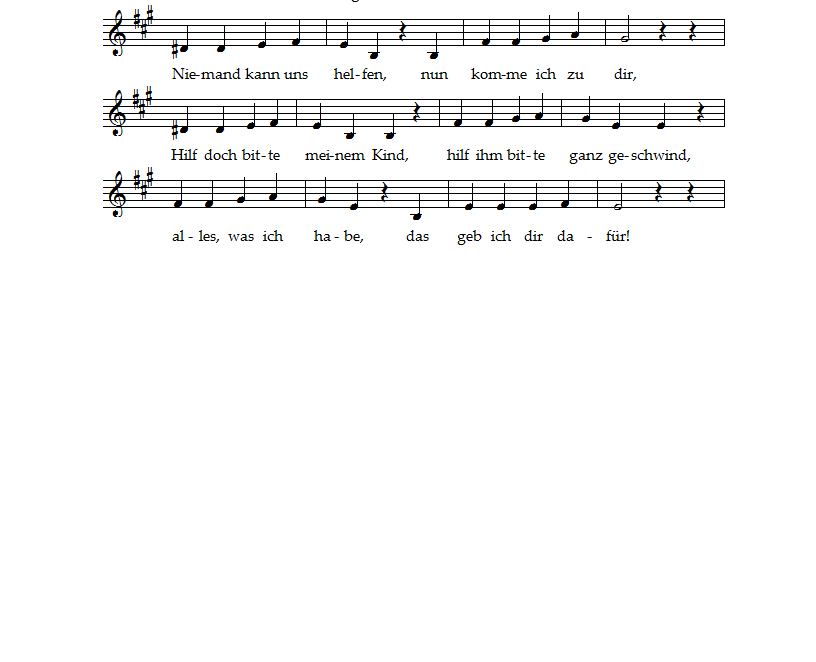 Nie-mand kann uns hel-fen, nun kom-me ich zu dir,
Hilf doch bit-te mei-nem Kind, hilf ihm bit-te ganz ge-schwind,
al-les, was ich ha-be, das geb ich dir da-für!